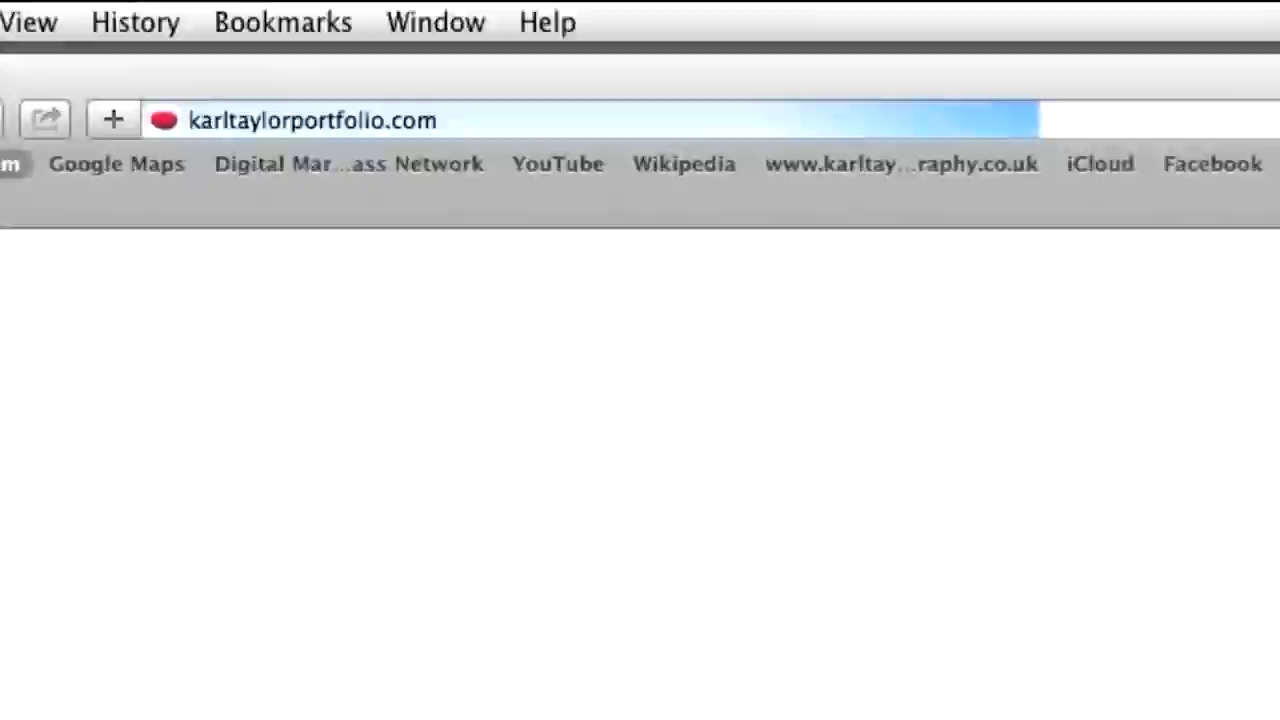 View History Bookmarks Window Help
karltaylorportfolio.com
m Google Maps Digital Mar...ass Network YouTube Wikipedia www.karltay...raphy.co.uk iCloud Facebook